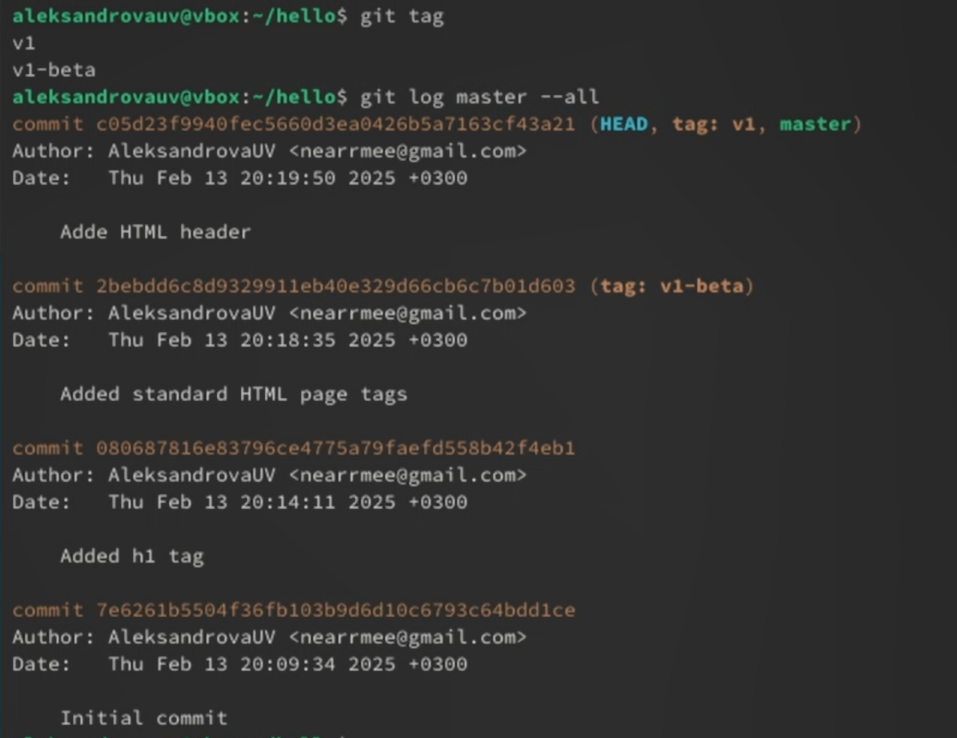 aleksandrovauv@vbox:~/hello$ git tag
v1
v1-beta
aleksandrovauv@vbox:~/hello$ git log master --all
commit c05d23f9940fec5660d3ea0426b5a7163cf43a21 (HEAD, tag: v1, master)
Author: AleksandrovaUV <nearrmee@gmail.com>
Date:   Thu Feb 13 20:19:50 2025 +0300
    Adde HTML header
commit 2bebdd6c8d9329911eb40e329d66cb6c7b01d603 (tag: v1-beta)
Author: AleksandrovaUV <nearrmee@gmail.com>
Date:   Thu Feb 13 20:18:35 2025 +0300
    Added standard HTML page tags
commit 080687816e83796ce4775a79faefd558b42f4eb1
Author: AleksandrovaUV <nearrmee@gmail.com>
Date:   Thu Feb 13 20:14:11 2025 +0300
    Added h1 tag
commit 7e6261b5504f36fb103b9d6d10c6793c64bdd1ce
Author: AleksandrovaUV <nearrmee@gmail.com>
Date:   Thu Feb 13 20:09:34 2025 +0300
    Initial commit